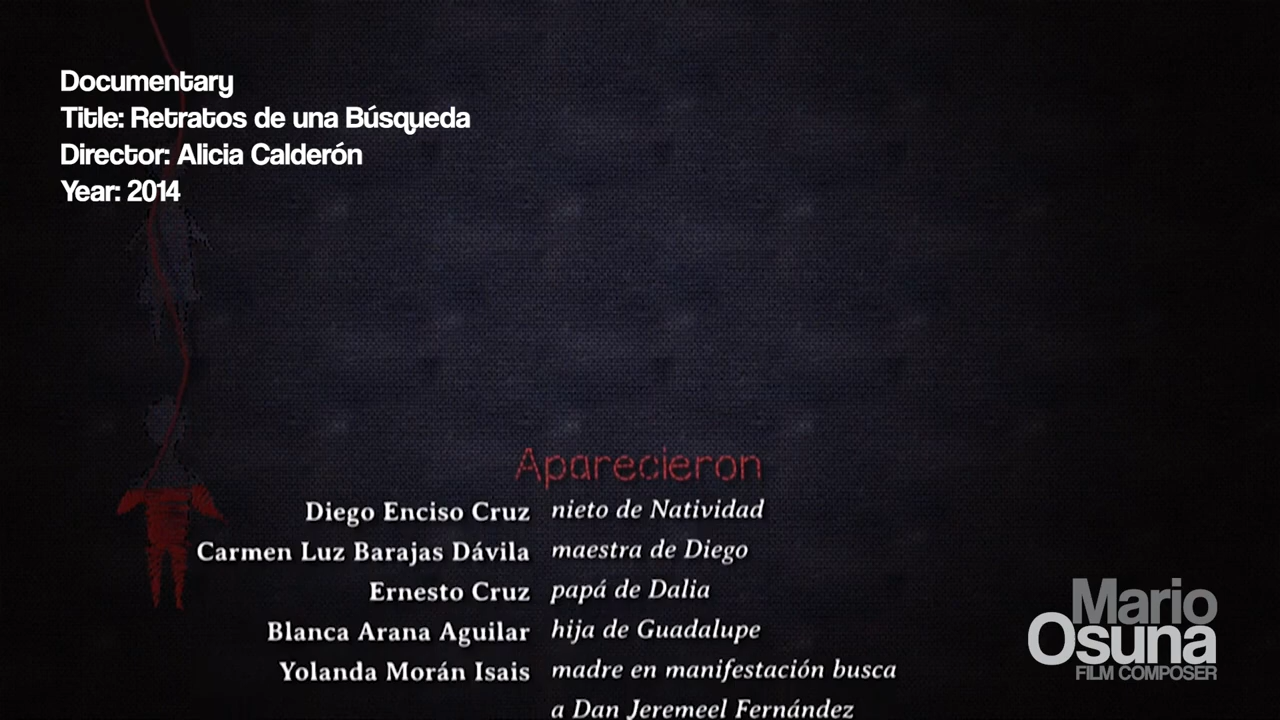 Documentary
Title: Retratos de una Búsqueda
Director: Alicia Calderón
Year: 2014
Aparecieron
Diego Enciso Cruz nieto de Natividad
Carmen Luz Barajas Dávila maestra de Diego
Ernesto Cruz papá de Dalia
Blanca Arana Aguilar hija de Guadalupe
Yolanda Morán Isais madre en manifestación busca
a Dan Jeremeel Fernández
Mario
Osuna
FILM COMPOSER